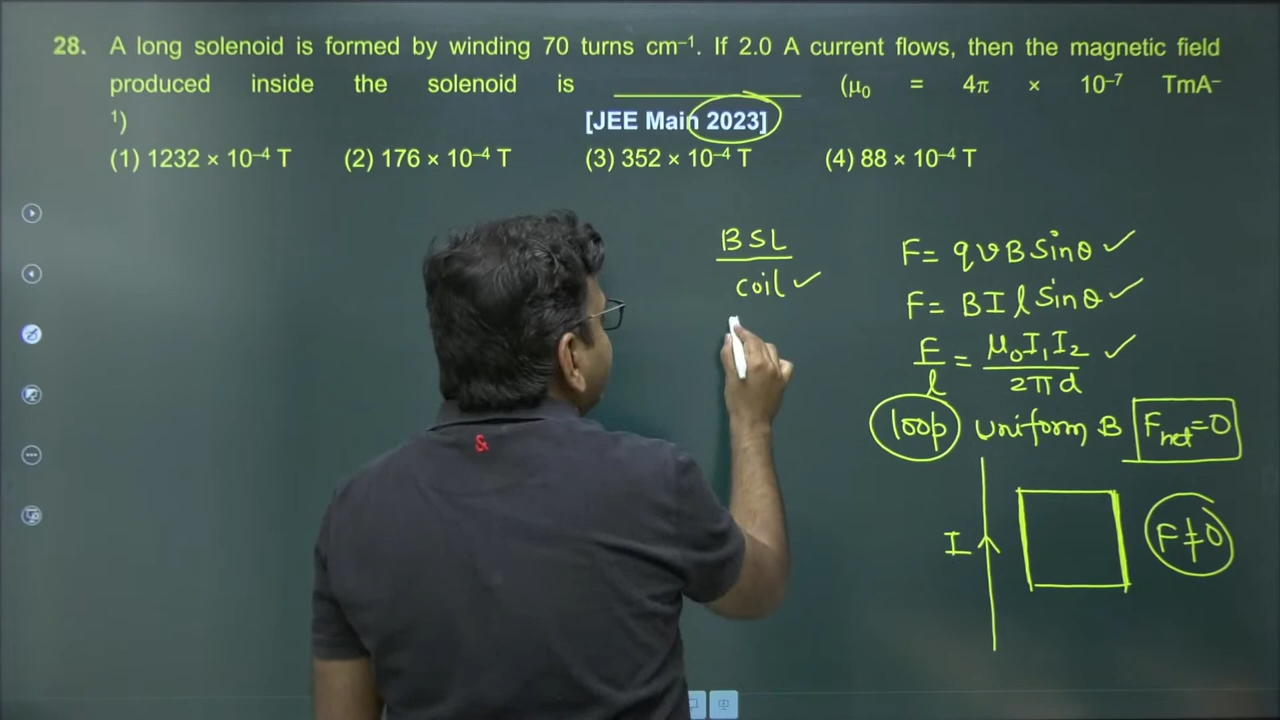 28. A long solenoid is formed by winding 70 turns cm⁻¹. If 2.0 A current flows, then the magnetic field
produced inside the solenoid is __________ (μ₀ = 4π × 10⁻⁷ TmA⁻
¹) [JEE Main 2023]
(1) 1232 × 10⁻⁴ T (2) 176 × 10⁻⁴ T (3) 352 × 10⁻⁴ T (4) 88 × 10⁻⁴ T
BSL
coil ✓
F = qvB Sinθ ✓
F = BIl Sinθ ✓
F/l = μ₀I₁I₂/2πd ✓
loop uniform B Fnet=0
I
F≠0
&